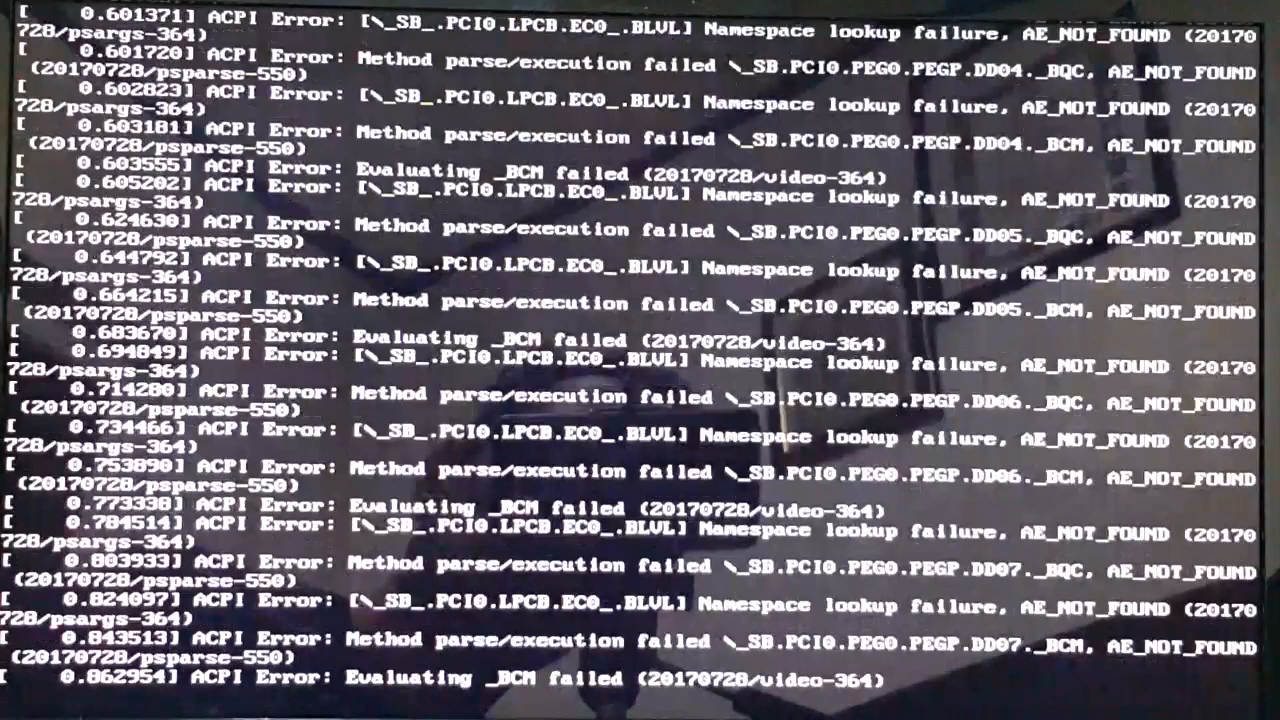 [    0.601371] ACPI Error: [\_SB_.PCI0.LPCB.EC0_.BLVL] Namespace lookup failure, AE_NOT_FOUND (20170
728/psargs-364)
[    0.601720] ACPI Error: Method parse/execution failed \_SB.PCI0.PEG0.PEGP.DD04._BQC, AE_NOT_FOUND
(20170728/psparse-550)
[    0.602823] ACPI Error: [\_SB_.PCI0.LPCB.EC0_.BLVL] Namespace lookup failure, AE_NOT_FOUND (20170
728/psargs-364)
[    0.603181] ACPI Error: Method parse/execution failed \_SB.PCI0.PEG0.PEGP.DD04._BCM, AE_NOT_FOUND
(20170728/psparse-550)
[    0.603555] ACPI Error: Evaluating _BCM failed (20170728/video-364)
[    0.605202] ACPI Error: [\_SB_.PCI0.LPCB.EC0_.BLVL] Namespace lookup failure, AE_NOT_FOUND (20170
728/psargs-364)
[    0.624630] ACPI Error: Method parse/execution failed \_SB.PCI0.PEG0.PEGP.DD05._BQC, AE_NOT_FOUND
(20170728/psparse-550)
[    0.644792] ACPI Error: [\_SB_.PCI0.LPCB.EC0_.BLVL] Namespace lookup failure, AE_NOT_FOUND (20170
728/psargs-364)
[    0.664215] ACPI Error: Method parse/execution failed \_SB.PCI0.PEG0.PEGP.DD05._BCM, AE_NOT_FOUND
(20170728/psparse-550)
[    0.683670] ACPI Error: Evaluating _BCM failed (20170728/video-364)
[    0.694849] ACPI Error: [\_SB_.PCI0.LPCB.EC0_.BLVL] Namespace lookup failure, AE_NOT_FOUND (20170
728/psargs-364)
[    0.714280] ACPI Error: Method parse/execution failed \_SB.PCI0.PEG0.PEGP.DD06._BQC, AE_NOT_FOUND
(20170728/psparse-550)
[    0.734466] ACPI Error: [\_SB_.PCI0.LPCB.EC0_.BLVL] Namespace lookup failure, AE_NOT_FOUND (20170
728/psargs-364)
[    0.753890] ACPI Error: Method parse/execution failed \_SB.PCI0.PEG0.PEGP.DD06._BCM, AE_NOT_FOUND
(20170728/psparse-550)
[    0.773338] ACPI Error: Evaluating _BCM failed (20170728/video-364)
[    0.784514] ACPI Error: [\_SB_.PCI0.LPCB.EC0_.BLVL] Namespace lookup failure, AE_NOT_FOUND (20170
728/psargs-364)
[    0.803933] ACPI Error: Method parse/execution failed \_SB.PCI0.PEG0.PEGP.DD07._BQC, AE_NOT_FOUND
(20170728/psparse-550)
[    0.824097] ACPI Error: [\_SB_.PCI0.LPCB.EC0_.BLVL] Namespace lookup failure, AE_NOT_FOUND (20170
728/psargs-364)
[    0.843513] ACPI Error: Method parse/execution failed \_SB.PCI0.PEG0.PEGP.DD07._BCM, AE_NOT_FOUND
(20170728/psparse-550)
[    0.862954] ACPI Error: Evaluating _BCM failed (20170728/video-364)